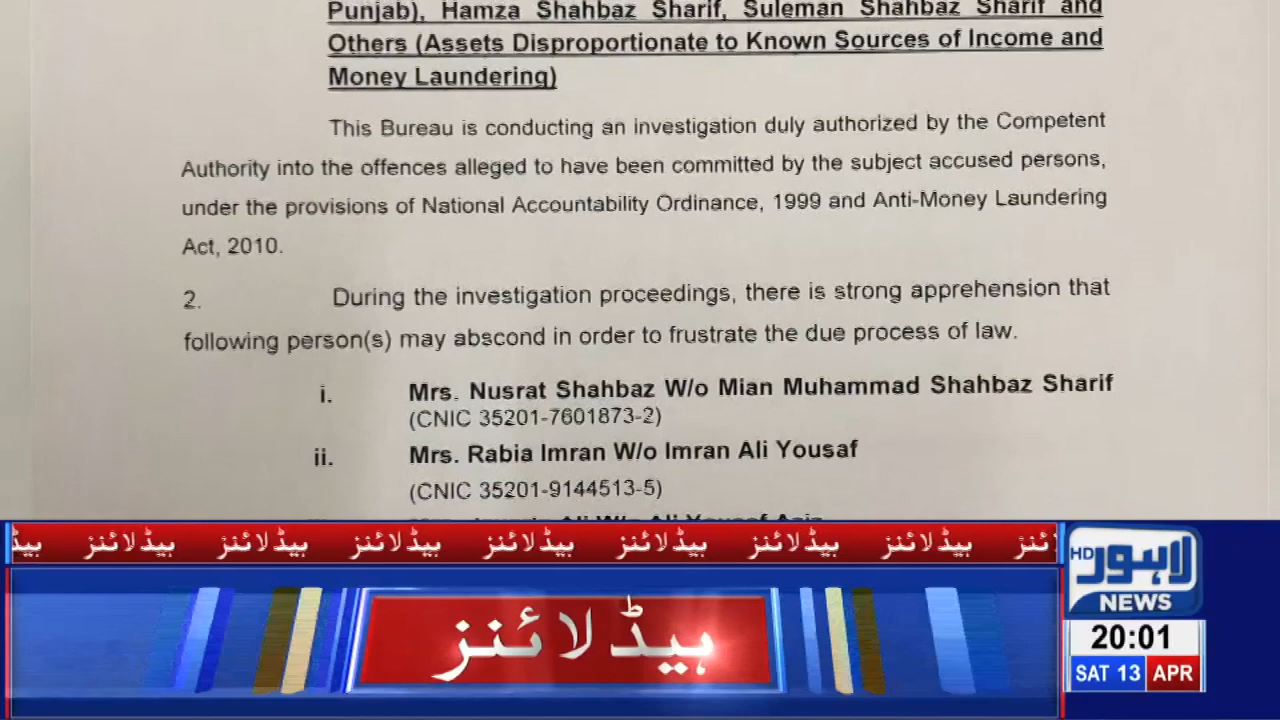 Punjab), Hamza Shahbaz Sharif, Suleman Shahbaz Sharif and
Others (Assets Disproportionate to Known Sources of Income and
Money Laundering)
This Bureau is conducting an investigation duly authorized by the Competent
Authority into the offences alleged to have been committed by the subject accused persons,
under the provisions of National Accountability Ordinance, 1999 and Anti-Money Laundering
Act, 2010.
2. During the investigation proceedings, there is strong apprehension that
following person(s) may abscond in order to frustrate the due process of law.
i. Mrs. Nusrat Shahbaz W/o Mian Muhammad Shahbaz Sharif
(CNIC 35201-7601873-2)
ii. Mrs. Rabia Imran W/o Imran Ali Yousaf
(CNIC 35201-9144513-5)
ہیڈلائنز ہیڈلائنز ہیڈلائنز ہیڈلائنز ہیڈلائنز ہیڈلائنز ہیڈلائنز
ہیڈلائنز
HD لاہور
NEWS
20:01
SAT 13 APR